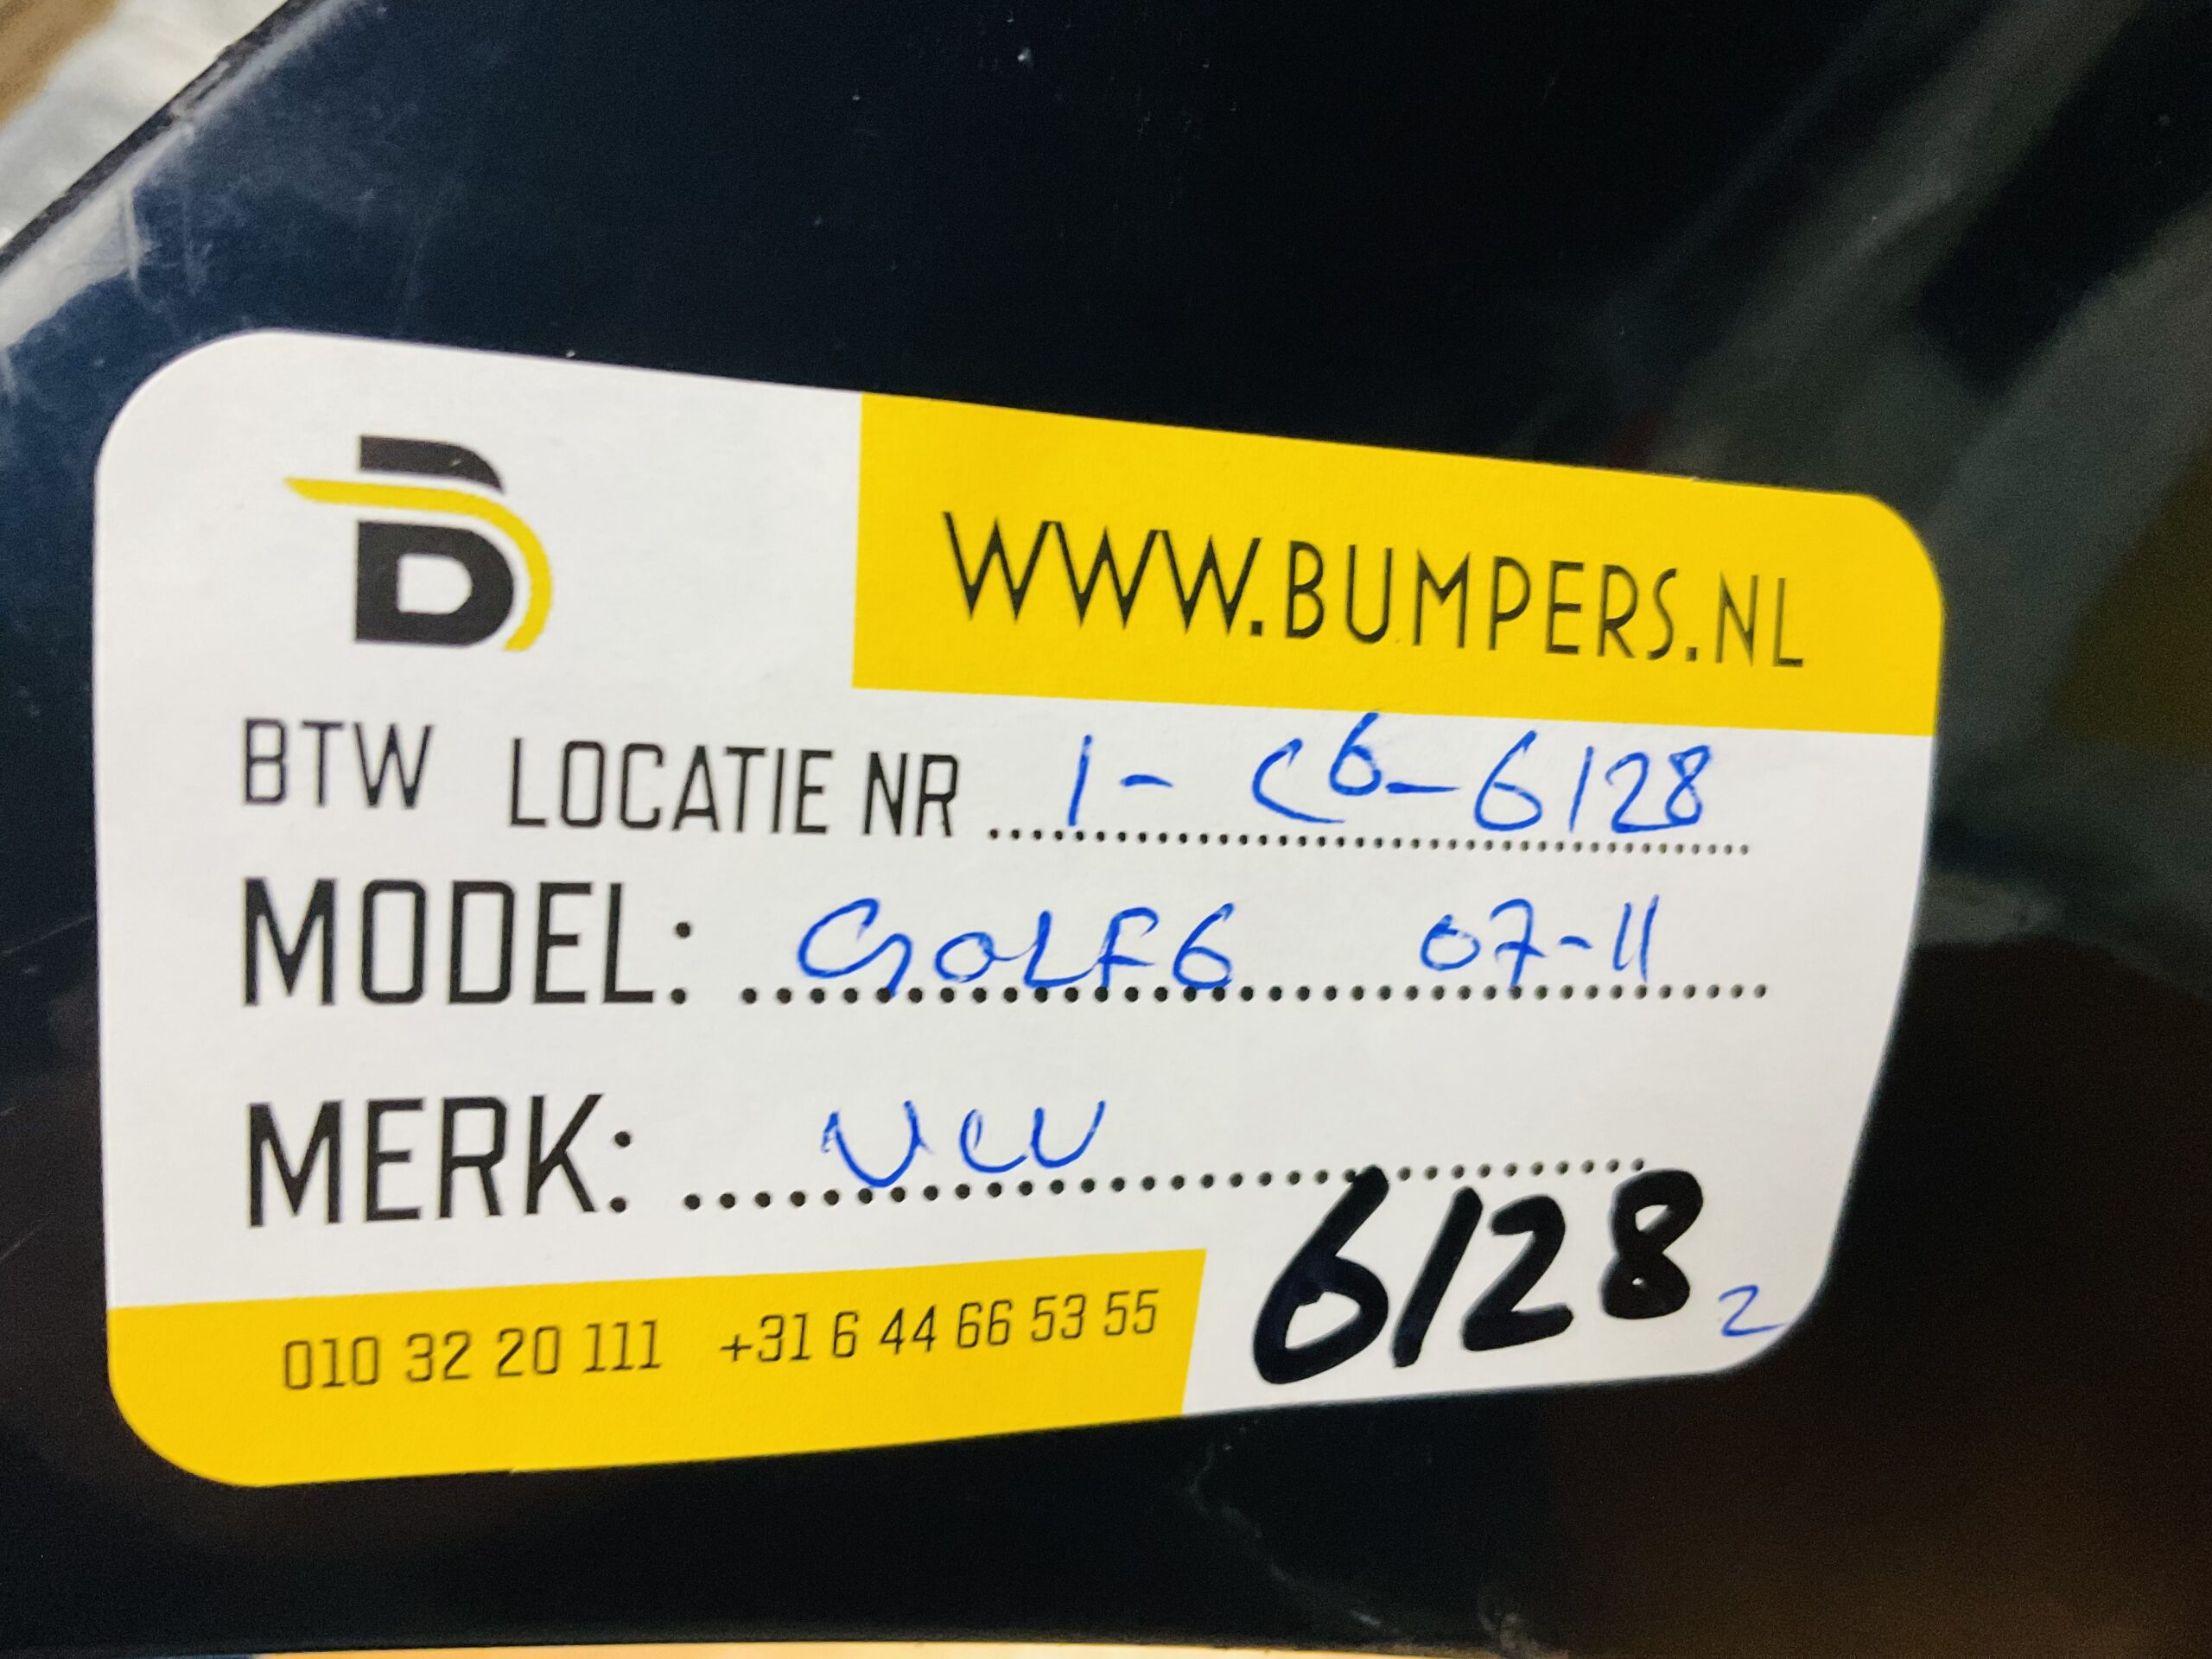 B
WWW.BUMPERS.NL
BTW LOCATIE NR 1- C6-6128
MODEL: GOLF6 07-11
MERK: VW
6128 2
010 32 20 111 +31 6 44 66 53 55